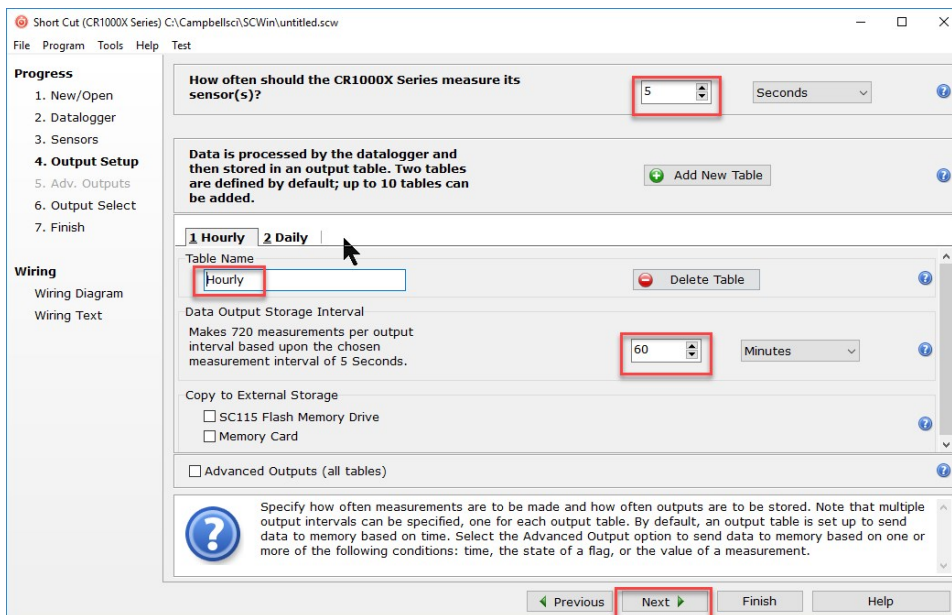 Short Cut (CR1000X Series) C:\Campbellsci\SCWin\untitled.scw
File Program Tools Help Test
Progress
1. New/Open
2. Datalogger
3. Sensors
4. Output Setup
5. Adv. Outputs
6. Output Select
7. Finish
Wiring
Wiring Diagram
Wiring Text
How often should the CR1000X Series measure its
sensor(s)?
5
Seconds
Data is processed by the datalogger and
then stored in an output table. Two tables
are defined by default; up to 10 tables can
be added.
Add New Table
1 Hourly 2 Daily
Table Name
Hourly
Delete Table
Data Output Storage Interval
Makes 720 measurements per output
interval based upon the chosen
measurement interval of 5 Seconds.
60
Minutes
Copy to External Storage
SC115 Flash Memory Drive
Memory Card
Advanced Outputs (all tables)
Specify how often measurements are to be made and how often outputs are to be stored. Note that multiple
output intervals can be specified, one for each output table. By default, an output table is set up to send
data to memory based on time. Select the Advanced Output option to send data to memory based on one or
more of the following conditions: time, the state of a flag, or the value of a measurement.
Previous Next Finish Help